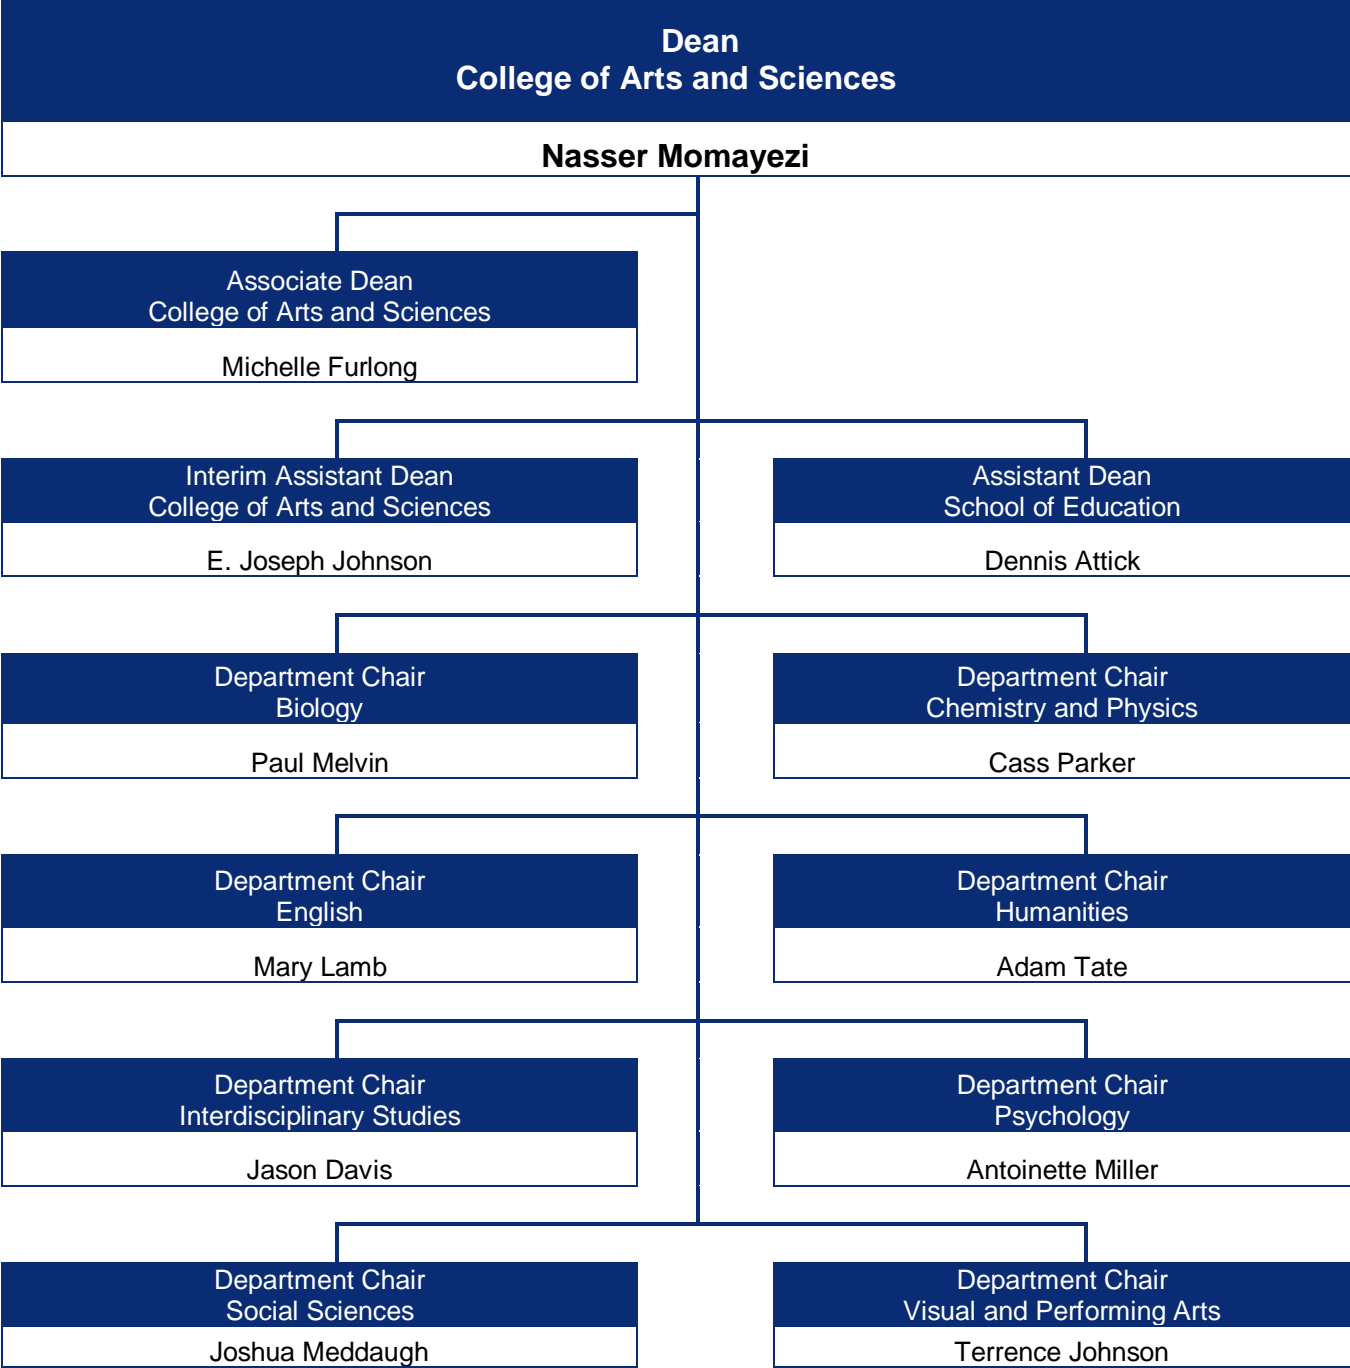 Dean
College of Arts and Sciences
Nasser Momayezi
Associate Dean
College of Arts and Sciences
Michelle Furlong
Interim Assistant Dean
College of Arts and Sciences
E. Joseph Johnson
Assistant Dean
School of Education
Dennis Attick
Department Chair
Biology
Paul Melvin
Department Chair
Chemistry and Physics
Cass Parker
Department Chair
English
Mary Lamb
Department Chair
Humanities
Adam Tate
Department Chair
Interdisciplinary Studies
Jason Davis
Department Chair
Psychology
Antoinette Miller
Department Chair
Social Sciences
Joshua Meddaugh
Department Chair
Visual and Performing Arts
Terrence Johnson